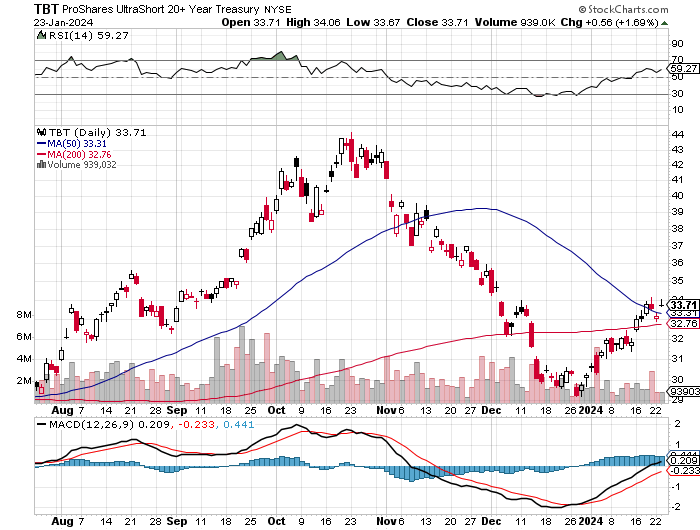 TBT ProShares UltraShort 20+ Year Treasury NYSE © StockCharts.com
23-Jan-2024 Open 33.71 High 34.06 Low 33.67 Close 33.71 Volume 939.0K Chg +0.56 (+1.69%)
RSI(14) 59.27
90
70
59.27
50
30
10
TBT (Daily) 33.71
MA(50) 33.31
MA(200) 32.76
Volume 939,032
44
43
42
41
40
39
38
37
36
35
34
33.71
33.31
32.76
32
31
30
29
8M
6M
4M
2M
93903
Aug 7 14 21 28 Sep 11 18 25 Oct 9 16 23 Nov 6 13 20 27 Dec 11 18 26 2024 8 16 22
MACD(12,26,9) 0.209, -0.233, 0.441
2
1
0.441
0.209
-0.233
-1
-2
Aug 7 14 21 28 Sep 11 18 25 Oct 9 16 23 Nov 6 13 20 27 Dec 11 18 26 2024 8 16 22